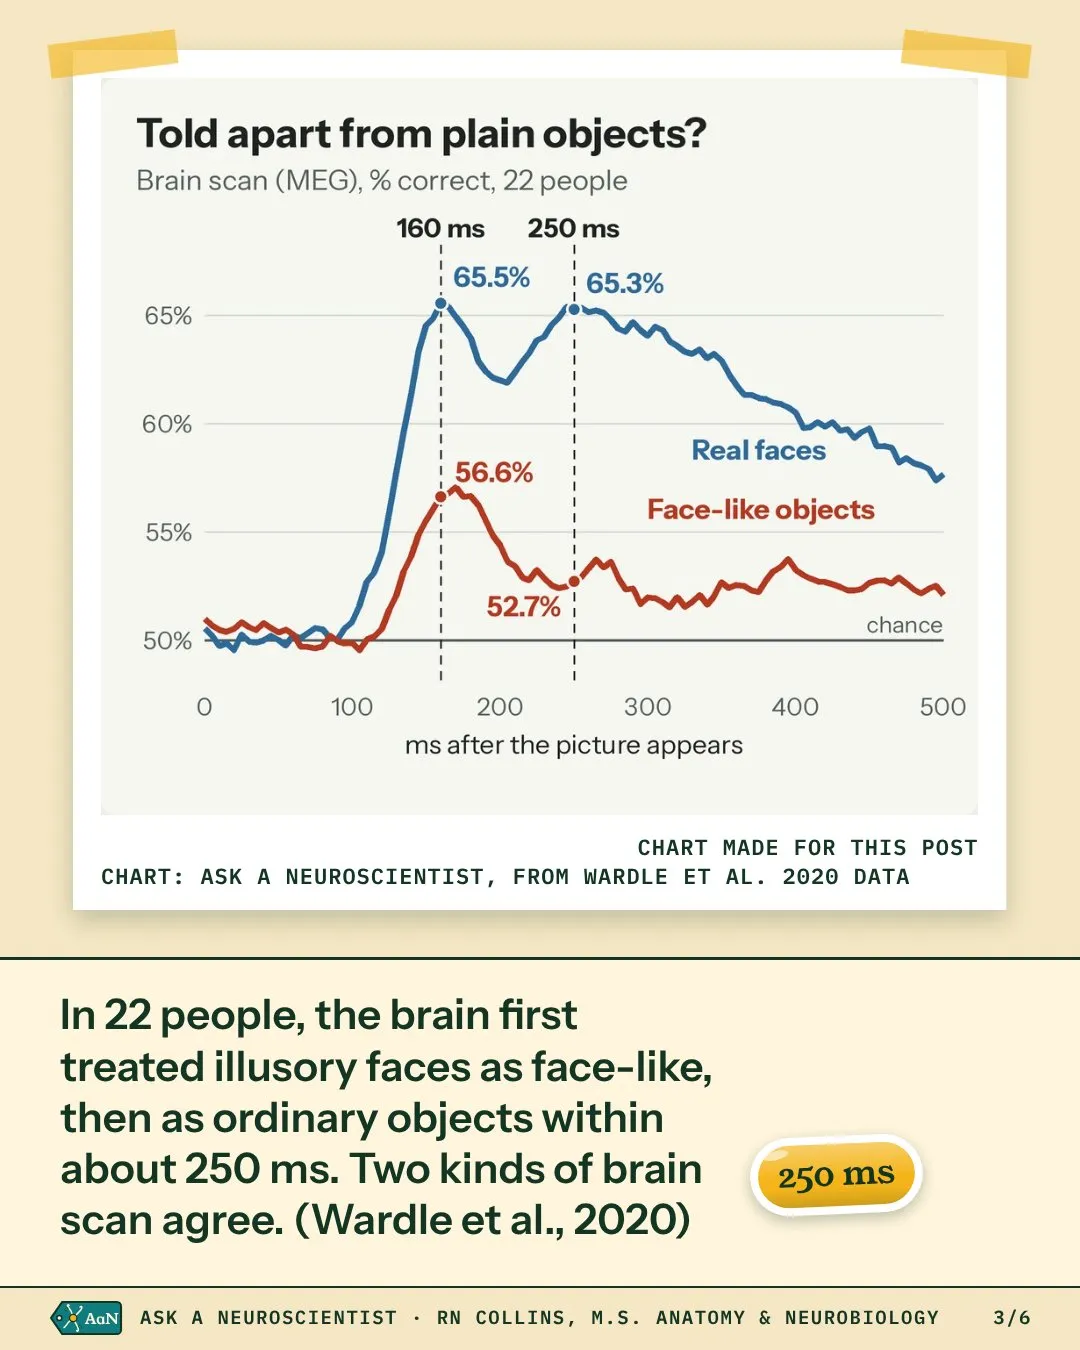 Told apart from plain objects?
Brain scan (MEG), % correct, 22 people
160 ms 250 ms
65.5% 65.3%
65%
60%
Real faces
56.6%
Face-like objects
55%
52.7%
chance
50%
0 100 200 300 400 500
ms after the picture appears
CHART MADE FOR THIS POST
CHART: ASK A NEUROSCIENTIST, FROM WARDLE ET AL. 2020 DATA
In 22 people, the brain first
treated illusory faces as face-like,
then as ordinary objects within
about 250 ms. Two kinds of brain
scan agree. (Wardle et al., 2020)
250 ms
AaN ASK A NEUROSCIENTIST · RN COLLINS, M.S. ANATOMY & NEUROBIOLOGY 3/6